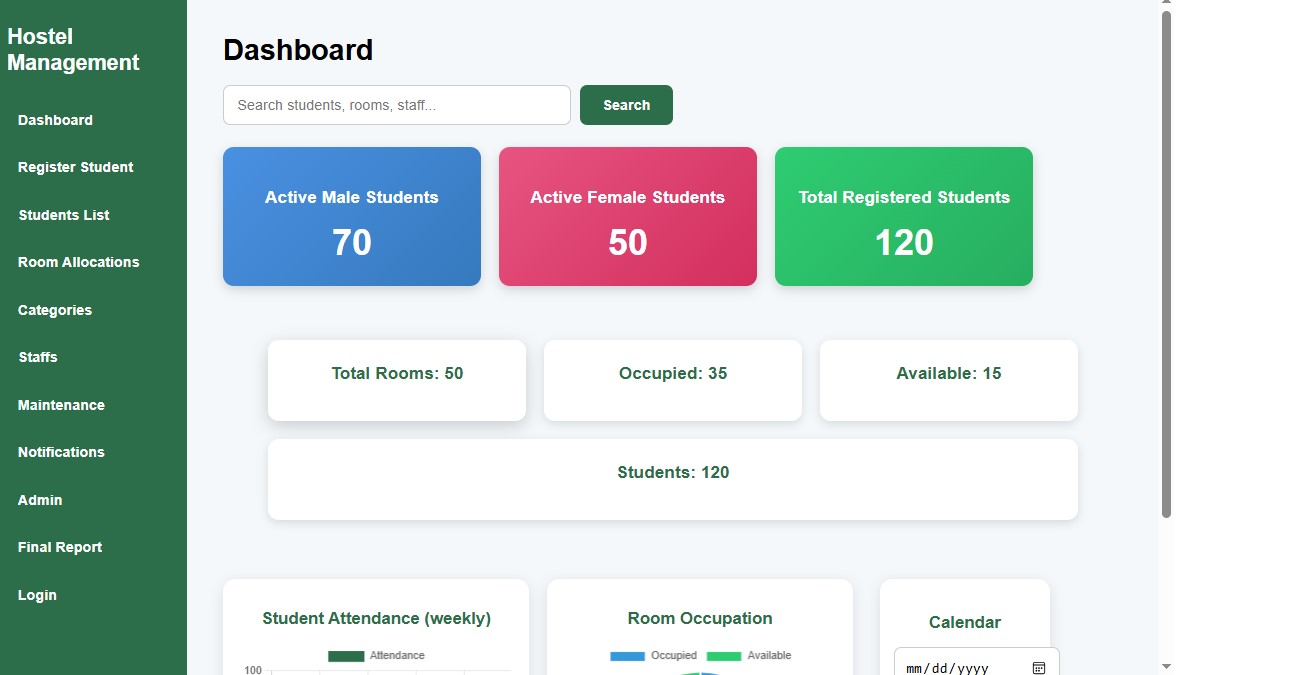 Hostel
Management
Dashboard
Register Student
Students List
Room Allocations
Categories
Staffs
Maintenance
Notifications
Admin
Final Report
Login
Dashboard
Search students, rooms, staff...
Search
Active Male Students
70
Active Female Students
50
Total Registered Students
120
Total Rooms: 50
Occupied: 35
Available: 15
Students: 120
Student Attendance (weekly)
Attendance
100
Room Occupation
Occupied
Available
Calendar
mm/dd/yyyy